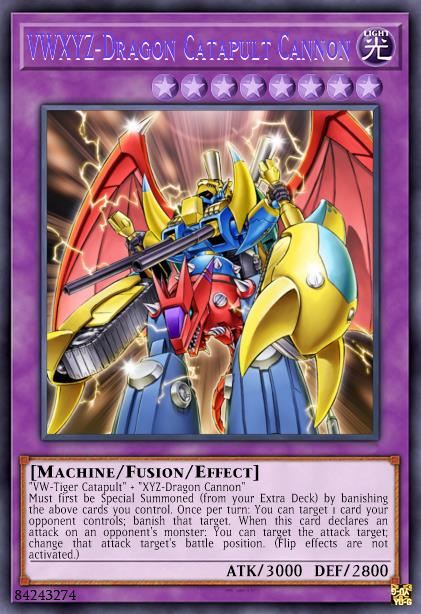 VWXYZ-Dragon Catapult Cannon
LIGHT
光
[Machine/Fusion/Effect]
"VW-Tiger Catapult" + "XYZ-Dragon Cannon"
Must first be Special Summoned (from your Extra Deck) by banishing
the above cards you control. Once per turn: You can target 1 card your
opponent controls; banish that target. When this card declares an
attack on an opponent's monster: You can target the attack target;
change that attack target's battle position. (Flip effects are not
activated.)
ATK/3000 DEF/2800
84243274